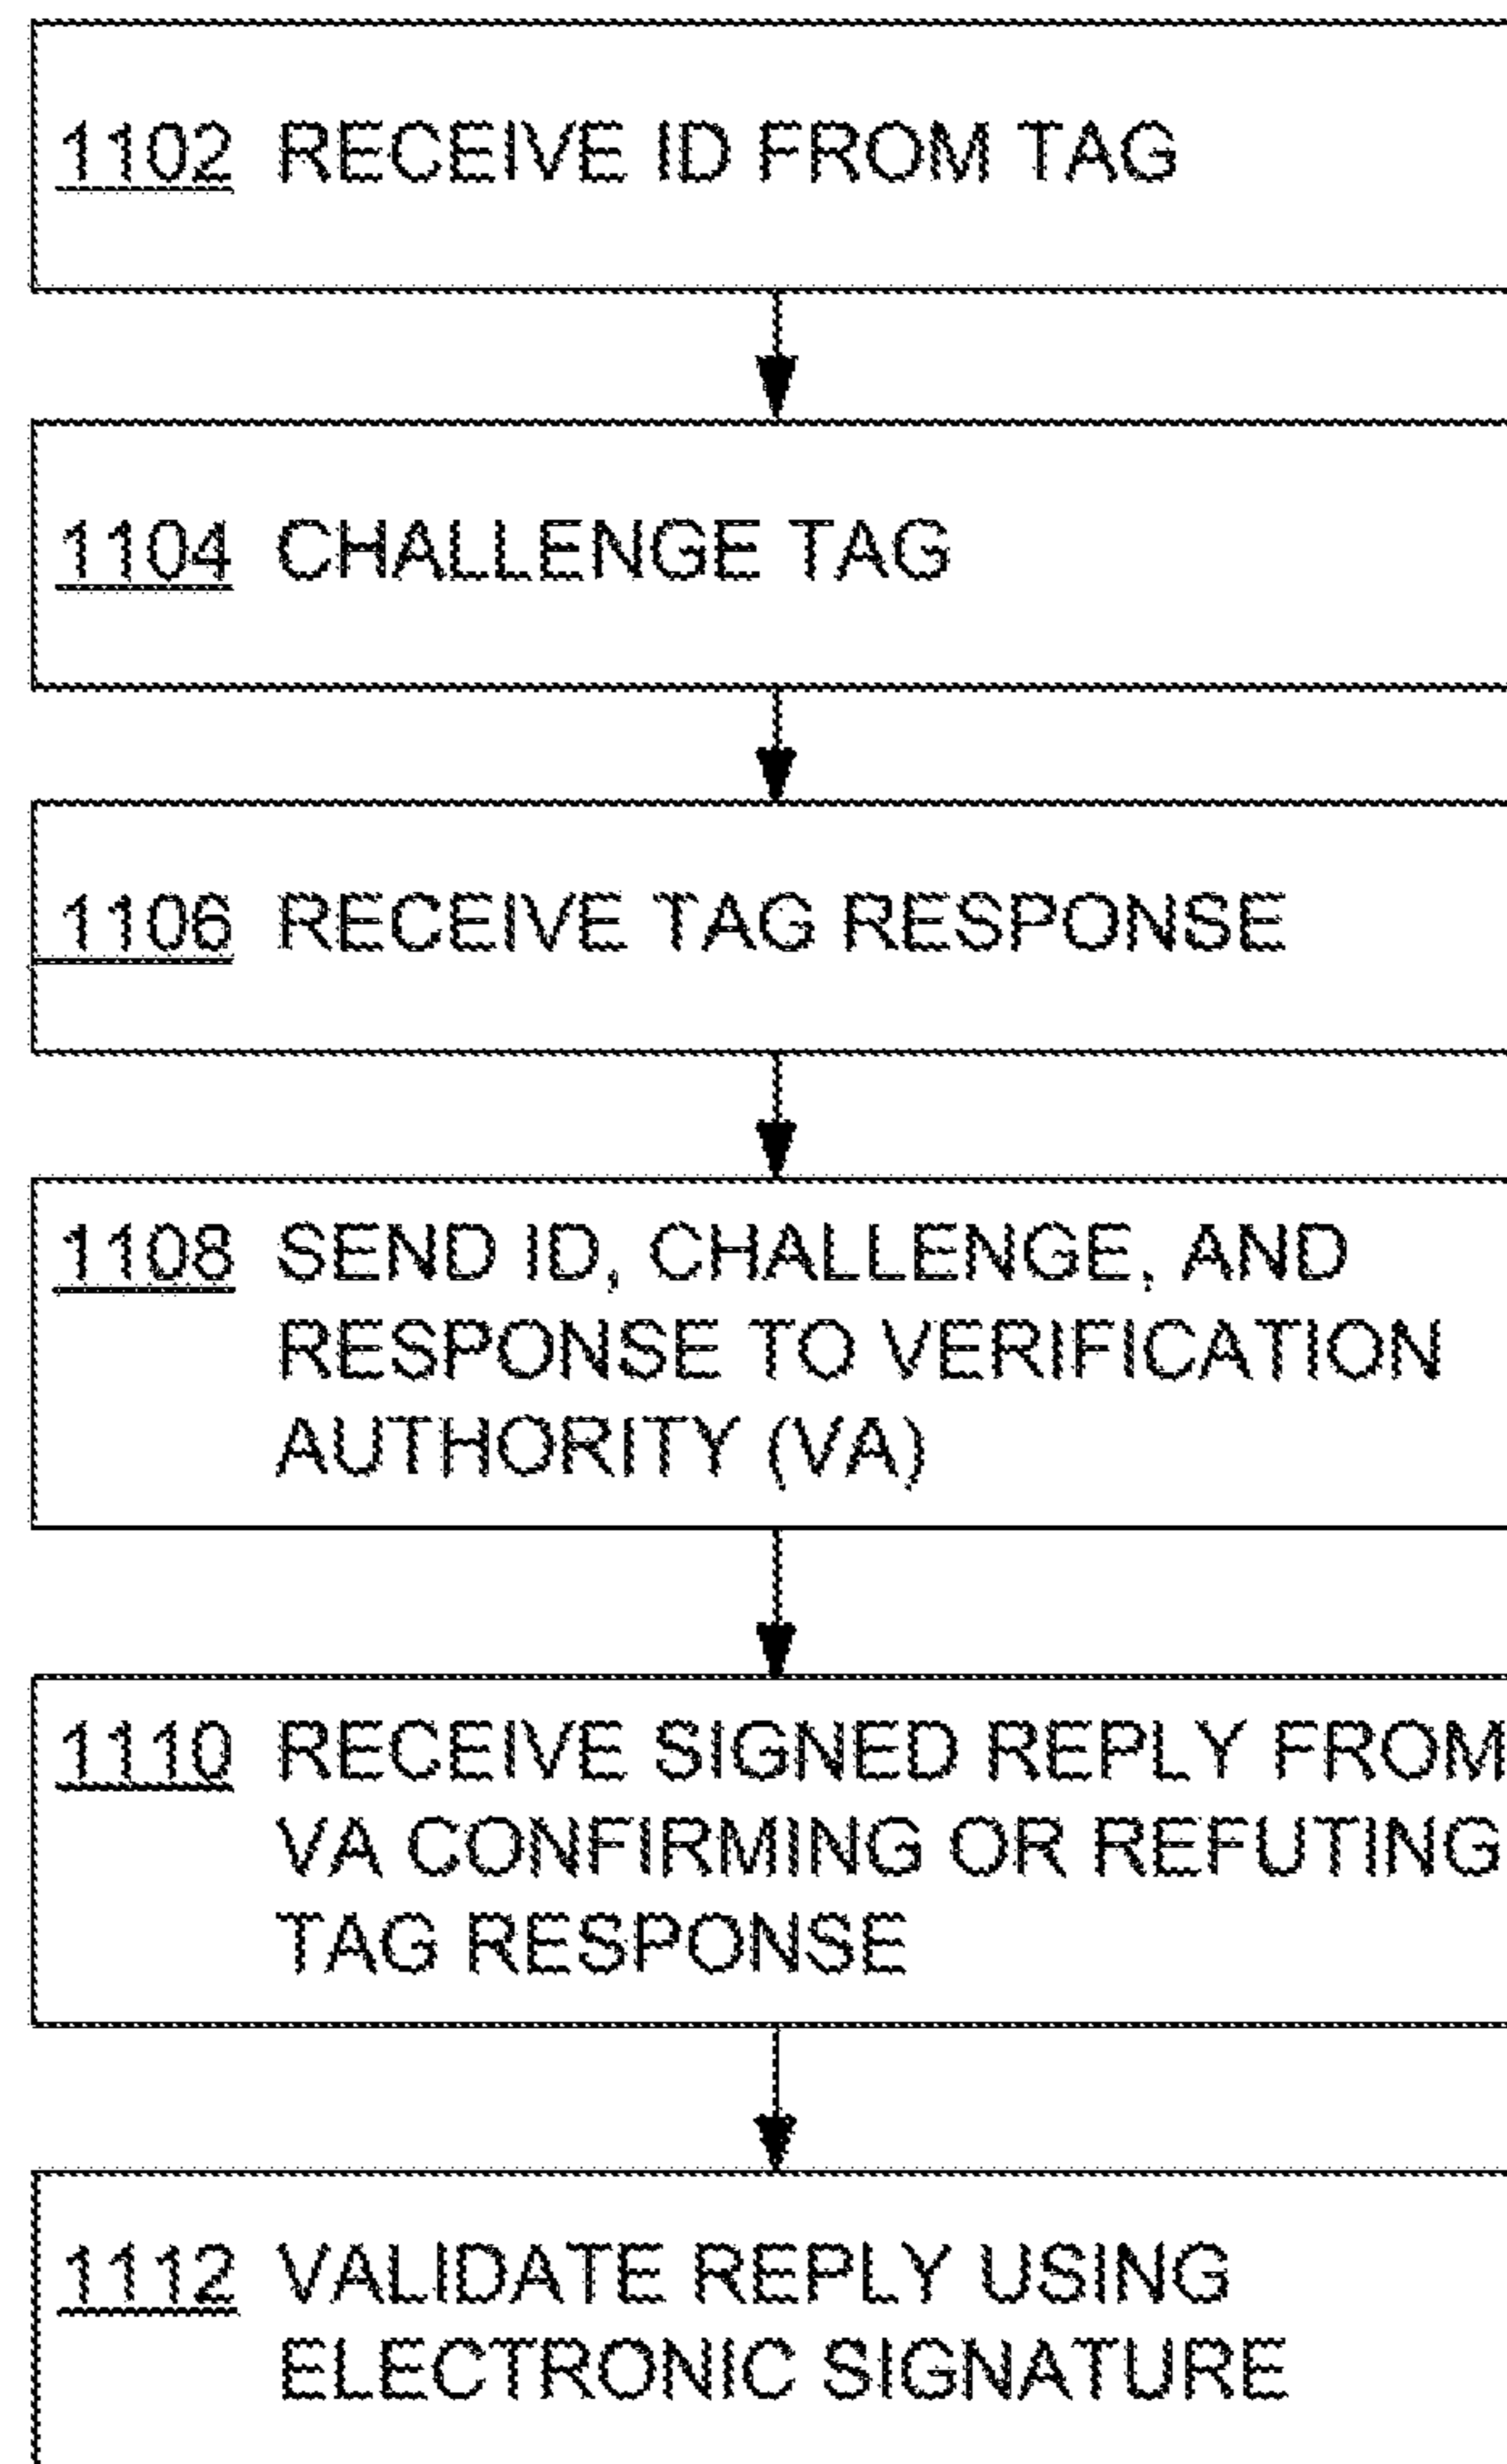 1102 RECEIVE ID FROM TAG
1104 CHALLENGE TAG
1106 RECEIVE TAG RESPONSE
1108 SEND ID, CHALLENGE, AND
RESPONSE TO VERIFICATION
AUTHORITY (VA)
1110 RECEIVE SIGNED REPLY FROM
VA CONFIRMING OR REFUTING
TAG RESPONSE
1112 VALIDATE REPLY USING
ELECTRONIC SIGNATURE